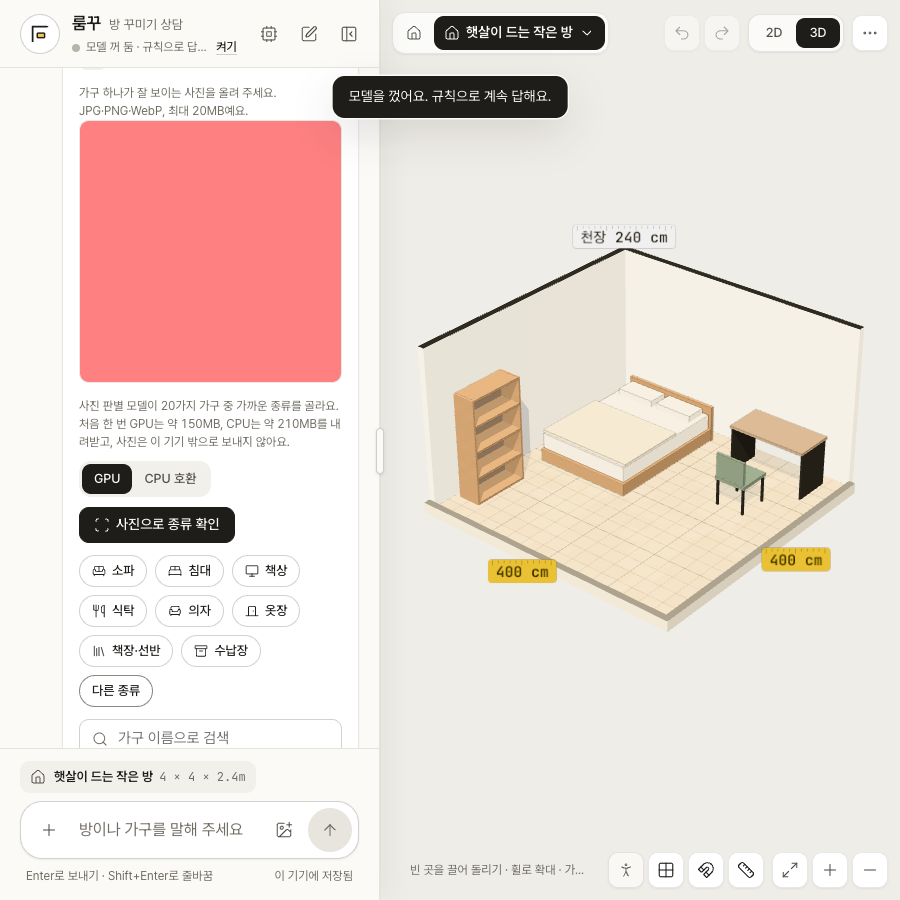 룸꾸 방 꾸미기 상담
모델 꺼 둠 · 규칙으로 답... 켜기
햇살이 드는 작은 방
2D 3D
모델을 껐어요. 규칙으로 계속 답해요.
가구 하나가 잘 보이는 사진을 올려 주세요.
JPG·PNG·WebP, 최대 20MB예요.
사진 판별 모델이 20가지 가구 중 가까운 종류를 골라요.
처음 한 번 GPU는 약 150MB, CPU는 약 210MB를 내
려받고, 사진은 이 기기 밖으로 보내지 않아요.
GPU CPU 호환
사진으로 종류 확인
소파 침대 책상
식탁 의자 옷장
책장·선반 수납장
다른 종류
가구 이름으로 검색
햇살이 드는 작은 방 4 × 4 × 2.4m
방이나 가구를 말해 주세요
Enter로 보내기 · Shift+Enter로 줄바꿈 이 기기에 저장됨
천장 240 cm
400 cm
400 cm
빈 곳을 끌어 돌리기 · 휠로 확대 · 가...